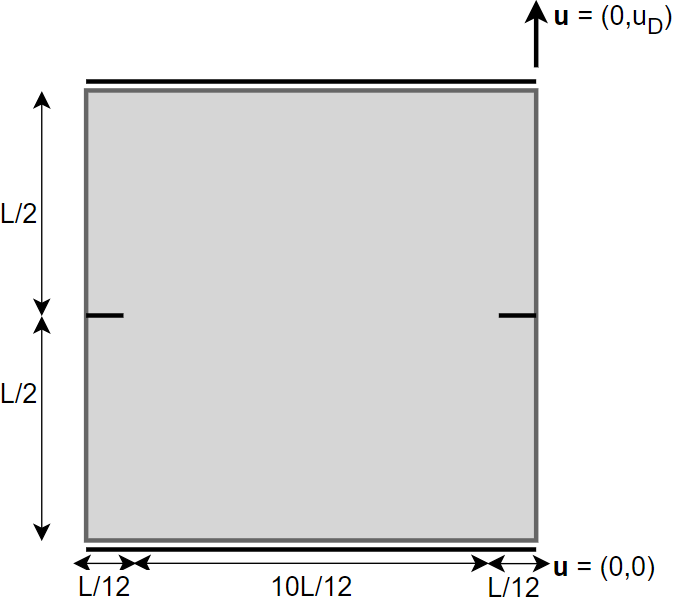 u = (0,u_D)
L/2
L/2
u = (0,0)
L/12
10L/12
L/12